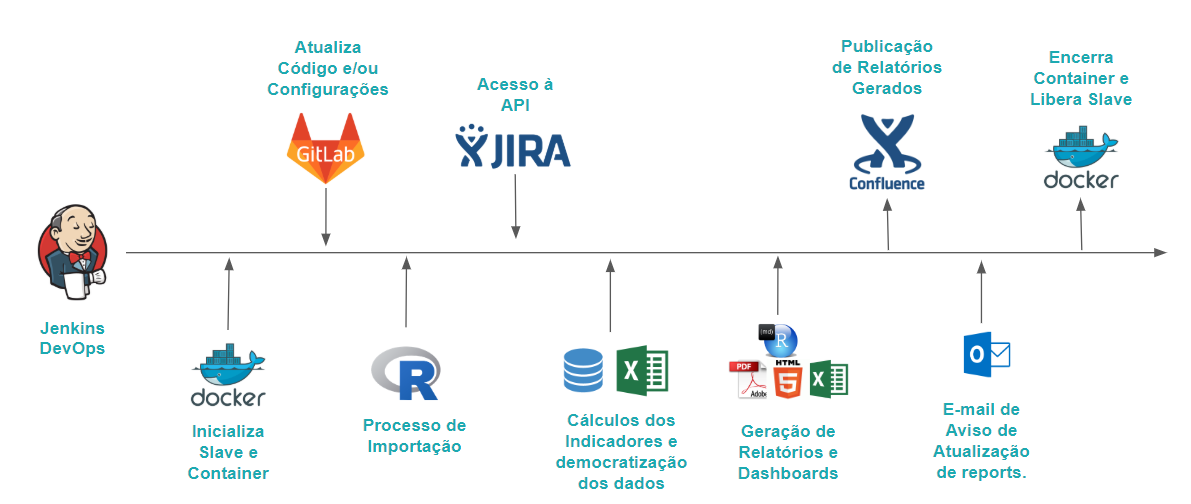 Jenkins
DevOps
docker
Inicializa
Slave e
Container
Atualiza
Código e/ou
Configurações
GitLab
R
Processo de
Importação
Acesso à
API
JIRA
X
Cálculos dos
Indicadores e
democratização
dos dados
(md)
R
PDF
Adobe
HTML
5
X
Geração de
Relatórios e
Dashboards
Publicação
de Relatórios
Gerados
Confluence
O
E-mail de
Aviso de
Atualização
de reports.
Encerra
Container e
Libera Slave
docker